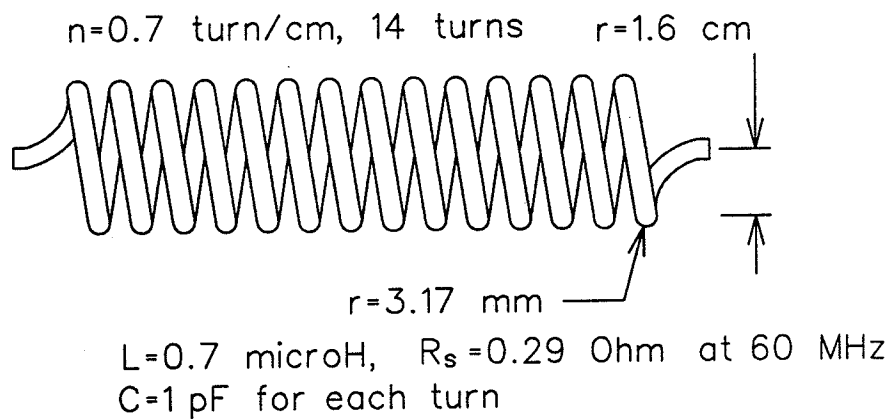 n=0.7 turn/cm, 14 turns r=1.6 cm
r=3.17 mm
L=0.7 microH, Rs=0.29 Ohm at 60 MHz
C=1 pF for each turn